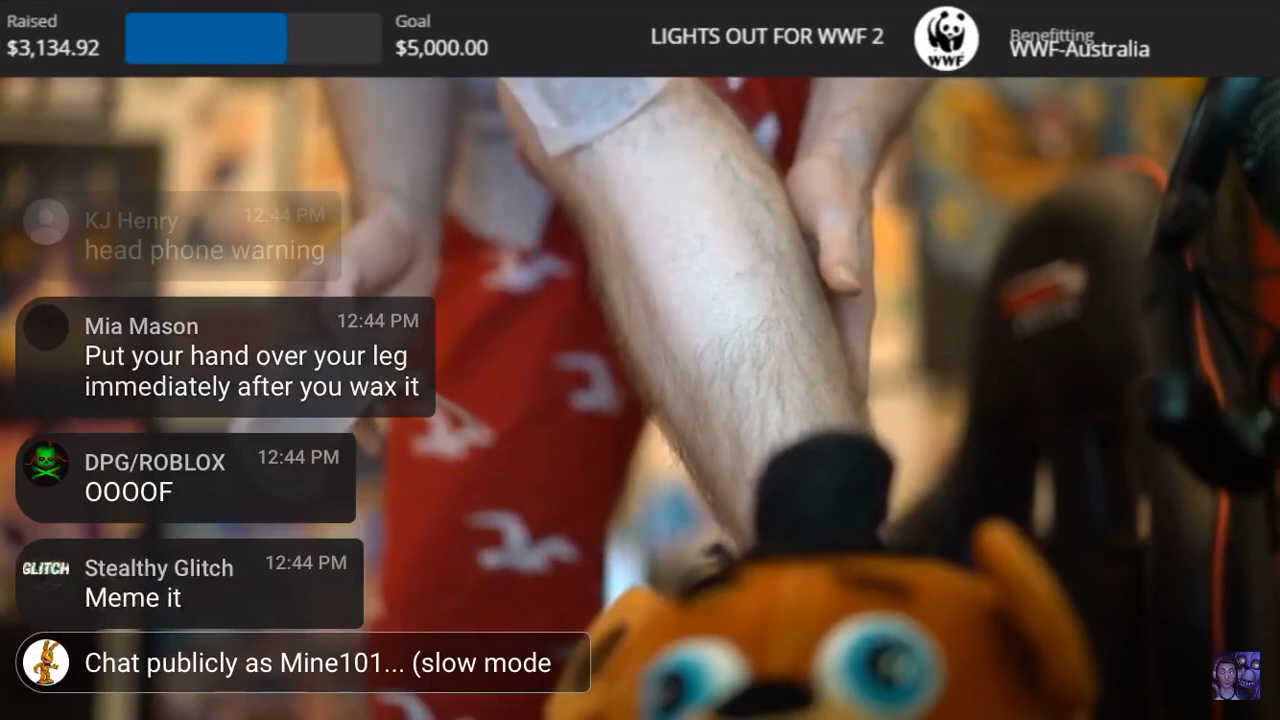 Raised
$3,134.92
Goal
$5,000.00
LIGHTS OUT FOR WWF 2
WWF
Benefitting
WWF-Australia
KJ Henry 12:44 PM
head phone warning
Mia Mason 12:44 PM
Put your hand over your leg
immediately after you wax it
DPG/ROBLOX 12:44 PM
OOOOF
GLITCH
Stealthy Glitch 12:44 PM
Meme it
Chat publicly as Mine101... (slow mode